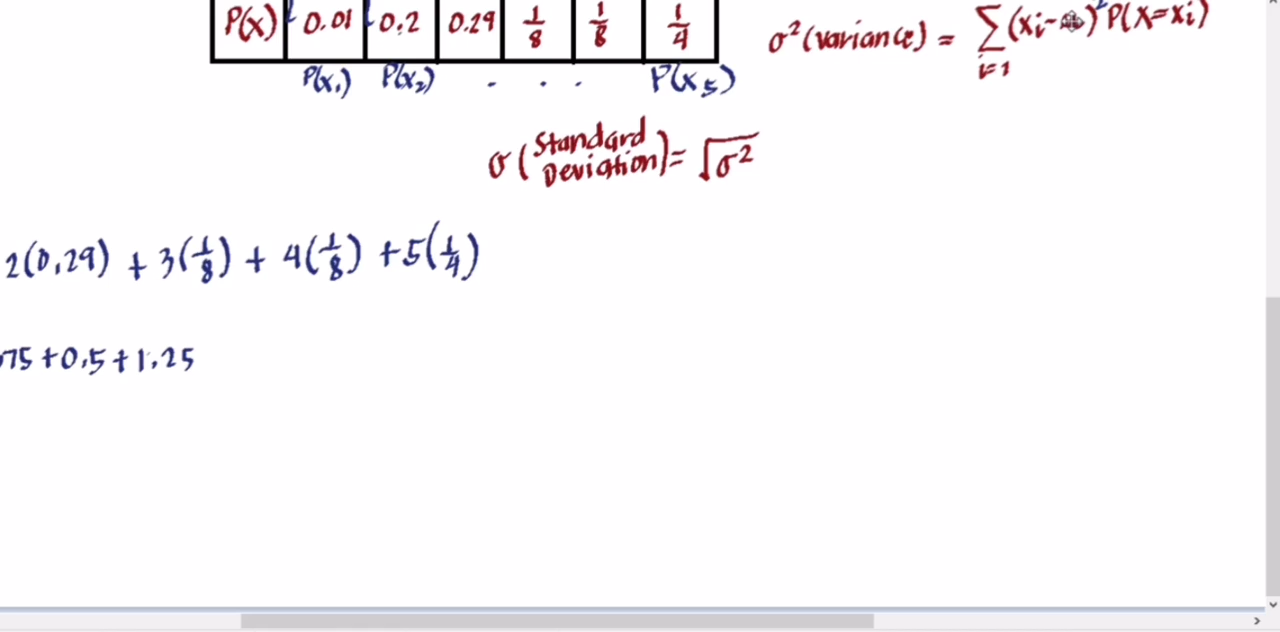 P(x) 0.01 0.2 0.29 1/8 1/8 1/4
σ²(variance) = Σ(xi- )²P(X=xi)
i=1
P(x₁) P(x₂) . . . P(x₅)
σ(Standard Deviation)=√σ²
2(0.29) + 3(1/8) + 4(1/8) +5(1/4)
75 +0.5 + 1.25